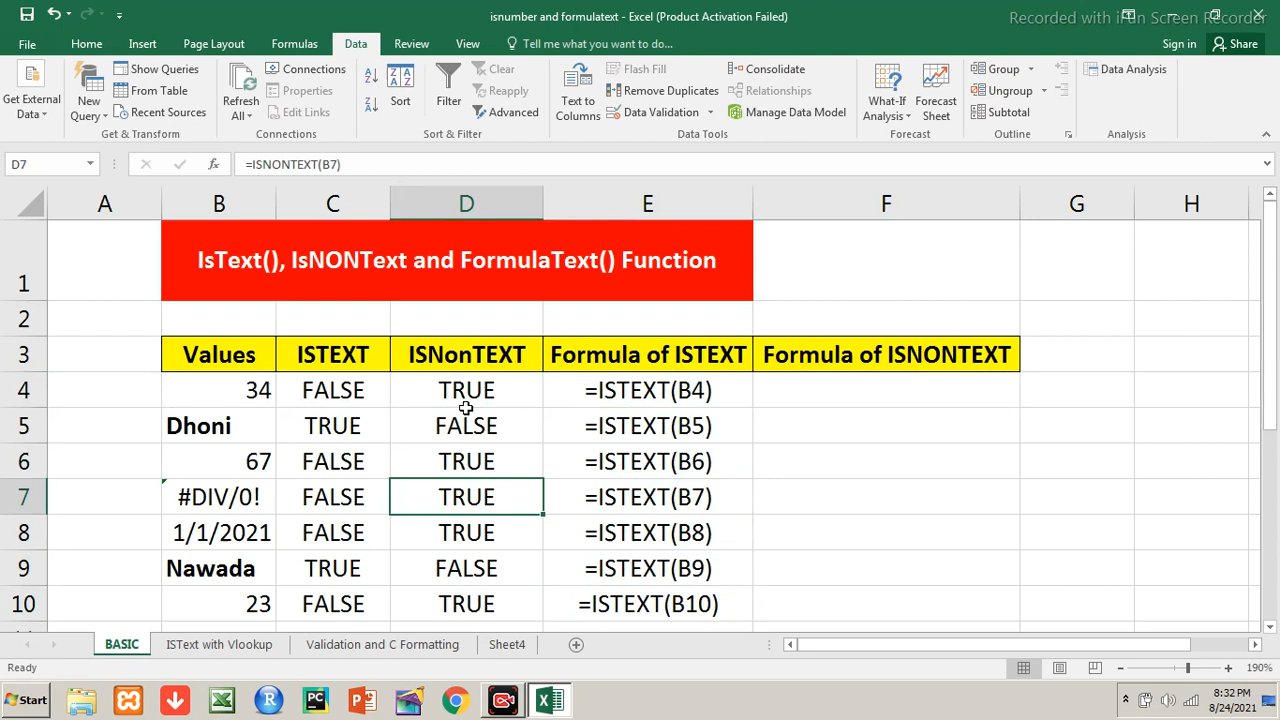 isnumber and formulatext - Excel (Product Activation Failed)
Recorded with iFun Screen Recorder
File Home Insert Page Layout Formulas Data Review View Tell me what you want to do... Sign in Share
Get External Data
New Query
Show Queries
From Table
Recent Sources
Get & Transform
Refresh All
Connections
Properties
Edit Links
Connections
Sort
Filter
Clear
Reapply
Advanced
Sort & Filter
Text to Columns
Flash Fill
Remove Duplicates
Data Validation
Consolidate
Relationships
Manage Data Model
Data Tools
What-If Analysis
Forecast Sheet
Forecast
Group
Ungroup
Subtotal
Outline
Data Analysis
Analysis
D7 fx =ISNONTEXT(B7)
A B C D E F G H
1 IsText(), IsNONText and FormulaText() Function
2
3 Values ISTEXT ISNonTEXT Formula of ISTEXT Formula of ISNONTEXT
4 34 FALSE TRUE =ISTEXT(B4)
5 Dhoni TRUE FALSE =ISTEXT(B5)
6 67 FALSE TRUE =ISTEXT(B6)
7 #DIV/0! FALSE TRUE =ISTEXT(B7)
8 1/1/2021 FALSE TRUE =ISTEXT(B8)
9 Nawada TRUE FALSE =ISTEXT(B9)
10 23 FALSE TRUE =ISTEXT(B10)
BASIC ISText with Vlookup Validation and C Formatting Sheet4
Ready 190%
Start 8:32 PM
8/24/2021